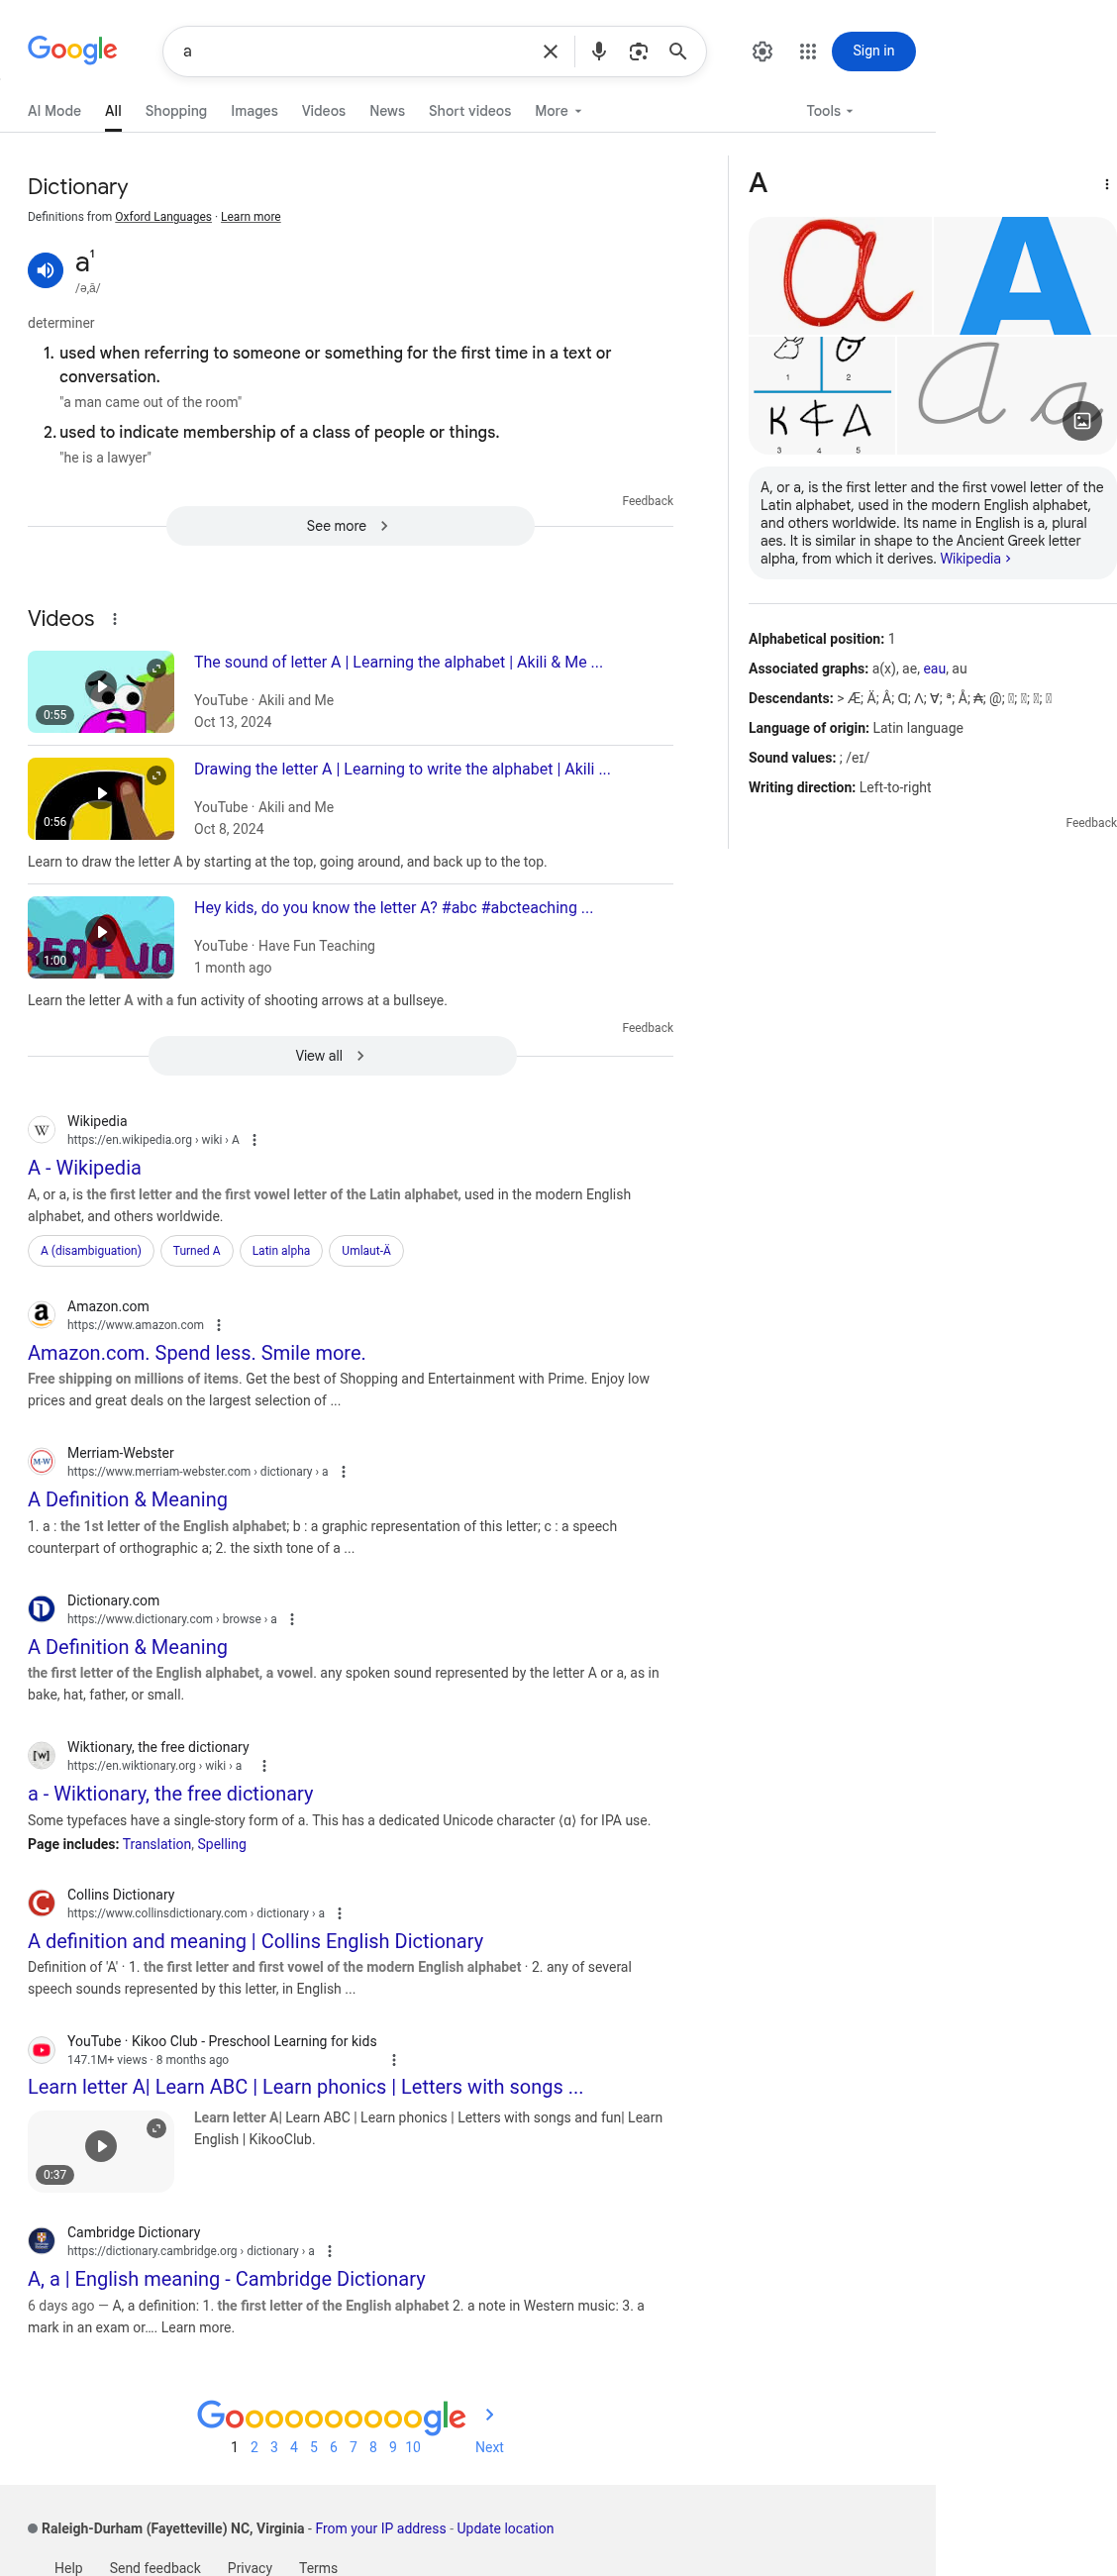 Google
a
Sign in
AI Mode All Shopping Images Videos News Short videos More Tools
Dictionary
Definitions from Oxford Languages · Learn more
a¹
/ə,ā/
determiner
1. used when referring to someone or something for the first time in a text or
conversation.
"a man came out of the room"
2. used to indicate membership of a class of people or things.
"he is a lawyer"
Feedback
See more
Videos
The sound of letter A | Learning the alphabet | Akili & Me ...
YouTube · Akili and Me
0:55
Oct 13, 2024
Drawing the letter A | Learning to write the alphabet | Akili ...
YouTube · Akili and Me
0:56
Oct 8, 2024
Learn to draw the letter A by starting at the top, going around, and back up to the top.
Hey kids, do you know the letter A? #abc #abcteaching ...
YouTube · Have Fun Teaching
1:00
1 month ago
Learn the letter A with a fun activity of shooting arrows at a bullseye.
Feedback
View all
W
Wikipedia
https://en.wikipedia.org › wiki › A
A - Wikipedia
A, or a, is the first letter and the first vowel letter of the Latin alphabet, used in the modern English
alphabet, and others worldwide.
A (disambiguation) Turned A Latin alpha Umlaut-Ä
a
Amazon.com
https://www.amazon.com
Amazon.com. Spend less. Smile more.
Free shipping on millions of items. Get the best of Shopping and Entertainment with Prime. Enjoy low
prices and great deals on the largest selection of ...
M-W
Merriam-Webster
https://www.merriam-webster.com › dictionary › a
A Definition & Meaning
1. a : the 1st letter of the English alphabet; b : a graphic representation of this letter; c : a speech
counterpart of orthographic a; 2. the sixth tone of a ...
Dictionary.com
https://www.dictionary.com › browse › a
A Definition & Meaning
the first letter of the English alphabet, a vowel. any spoken sound represented by the letter A or a, as in
bake, hat, father, or small.
[w]
Wiktionary, the free dictionary
https://en.wiktionary.org › wiki › a
a - Wiktionary, the free dictionary
Some typefaces have a single-story form of a. This has a dedicated Unicode character ⟨ɑ⟩ for IPA use.
Page includes: Translation, Spelling
C
Collins Dictionary
https://www.collinsdictionary.com › dictionary › a
A definition and meaning | Collins English Dictionary
Definition of 'A' · 1. the first letter and first vowel of the modern English alphabet · 2. any of several
speech sounds represented by this letter, in English ...
YouTube · Kikoo Club - Preschool Learning for kids
147.1M+ views · 8 months ago
Learn letter A| Learn ABC | Learn phonics | Letters with songs ...
Learn letter A| Learn ABC | Learn phonics | Letters with songs and fun| Learn
English | KikooClub.
0:37
Cambridge Dictionary
https://dictionary.cambridge.org › dictionary › a
A, a | English meaning - Cambridge Dictionary
6 days ago — A, a definition: 1. the first letter of the English alphabet 2. a note in Western music: 3. a
mark in an exam or.... Learn more.
Goooooooooogle
1 2 3 4 5 6 7 8 9 10 Next
Raleigh-Durham (Fayetteville) NC, Virginia - From your IP address - Update location
Help Send feedback Privacy Terms
A
a A
1 2
3 4 5
A a
A, or a, is the first letter and the first vowel letter of the
Latin alphabet, used in the modern English alphabet,
and others worldwide. Its name in English is a, plural
aes. It is similar in shape to the Ancient Greek letter
alpha, from which it derives. Wikipedia ›
Alphabetical position: 1
Associated graphs: a(x), ae, eau, au
Descendants: > Æ; Ä; Â; Ɑ; Λ; Ɐ; ª; Å; ₳; @;
Language of origin: Latin language
Sound values: ; /eɪ/
Writing direction: Left-to-right
Feedback